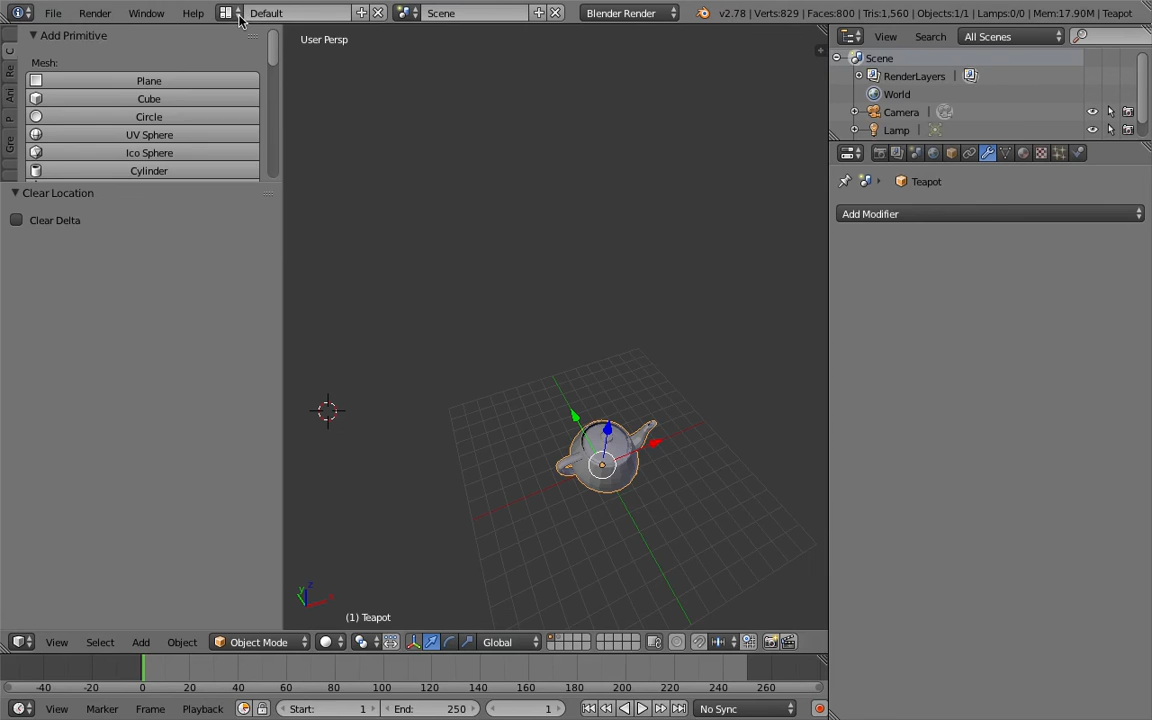 File Render Window Help Default Scene Blender Render v2.78 | Verts:829 | Faces:800 | Tris:1,560 | Objects:1/1 | Lamps:0/0 | Mem:17.90M | Teapot
Add Primitive
Mesh:
Plane
Cube
Circle
UV Sphere
Ico Sphere
Cylinder
C
Re
Ani
P
Gre
Clear Location
Clear Delta
User Persp
(1) Teapot
View Search All Scenes
Scene
RenderLayers
World
Camera
Lamp
Teapot
Add Modifier
View Select Add Object Object Mode Global
-40 -20 0 20 40 60 80 100 120 140 160 180 200 220 240 260
View Marker Frame Playback Start: 1 End: 250 1 No Sync